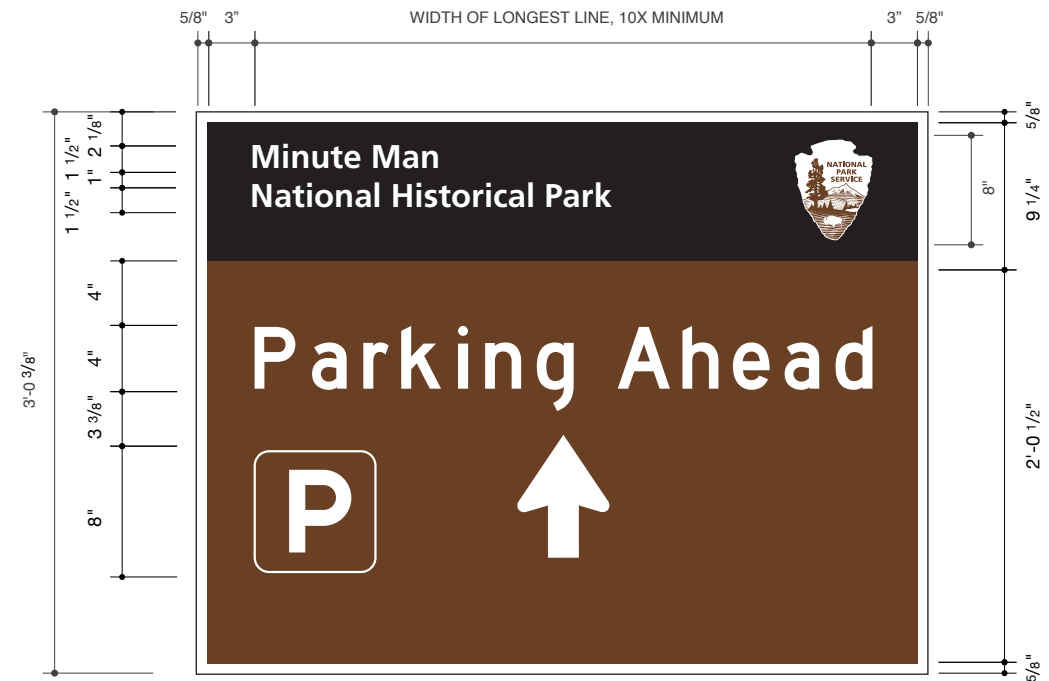 5/8" 3” WIDTH OF LONGEST LINE, 10X MINIMUM 3” 5/8"
2 1/8"
1 1/2"
1"
1 1/2"
4"
4"
3 3/8"
8"
3'-0 3/8"
Minute Man
National Historical Park
NATIONAL
PARK
SERVICE
Parking Ahead
P
5/8"
8"
9 1/4"
2'-0 1/2"
5/8"